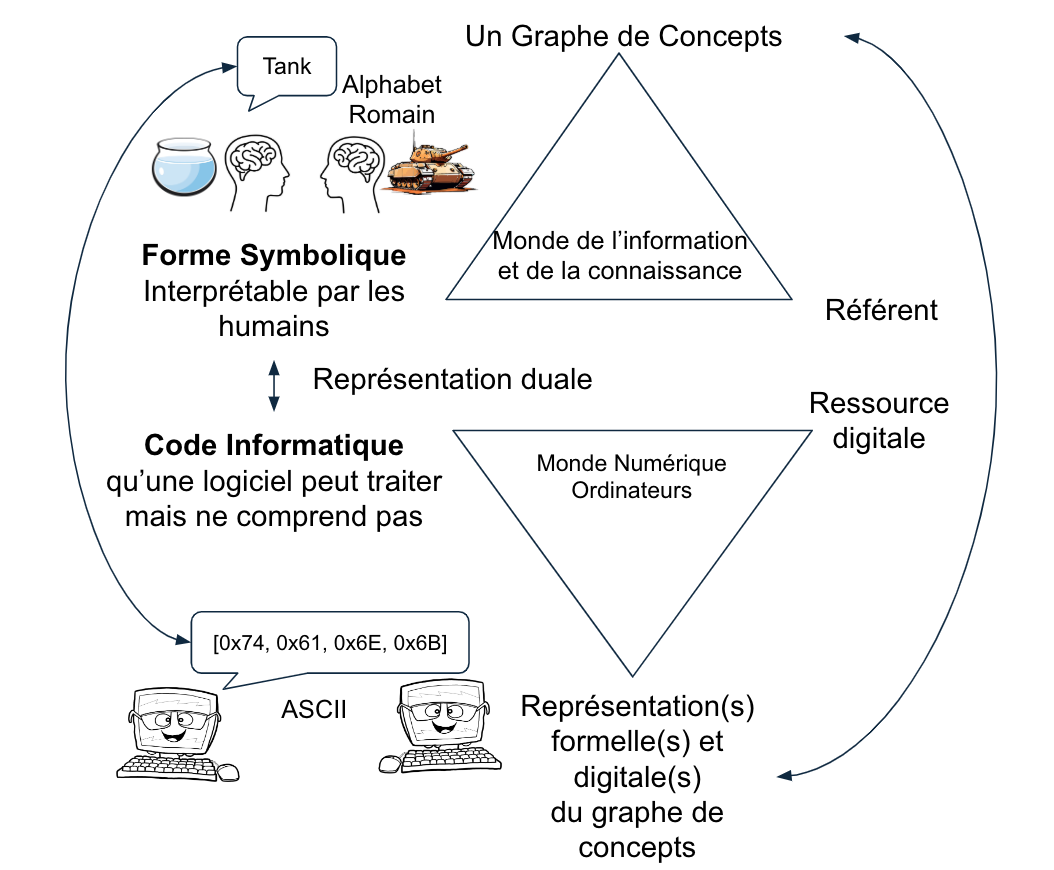 Un Graphe de Concepts
Tank
Alphabet
Romain
Monde de l’information
et de la connaissance
Forme Symbolique
Interprétable par les
humains
Référent
Représentation duale
Ressource
digitale
Code Informatique
qu’une logiciel peut traiter
mais ne comprend pas
Monde Numérique
Ordinateurs
[0x74, 0x61, 0x6E, 0x6B]
ASCII
Représentation(s)
formelle(s) et
digitale(s)
du graphe de
concepts